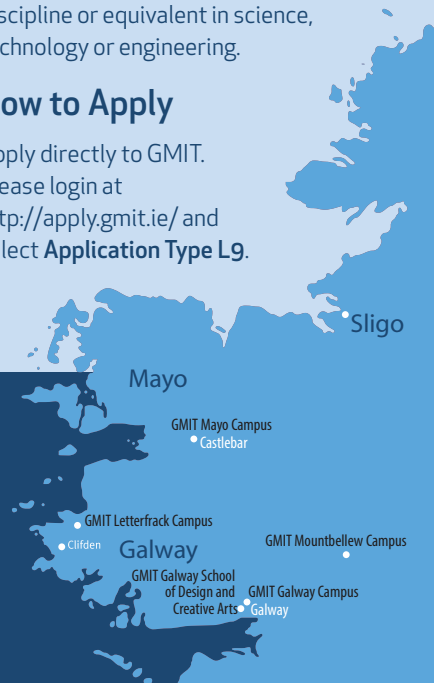 scipline or equivalent in science,
chnology or engineering.
ow to Apply
pply directly to GMIT.
ease login at
tp://apply.gmit.ie/ and
lect Application Type L9.
Sligo
Mayo
GMIT Mayo Campus
Castlebar
GMIT Letterfrack Campus
Clifden
Galway
GMIT Mountbellew Campus
GMIT Galway School
of Design and
Creative Arts
GMIT Galway Campus
Galway